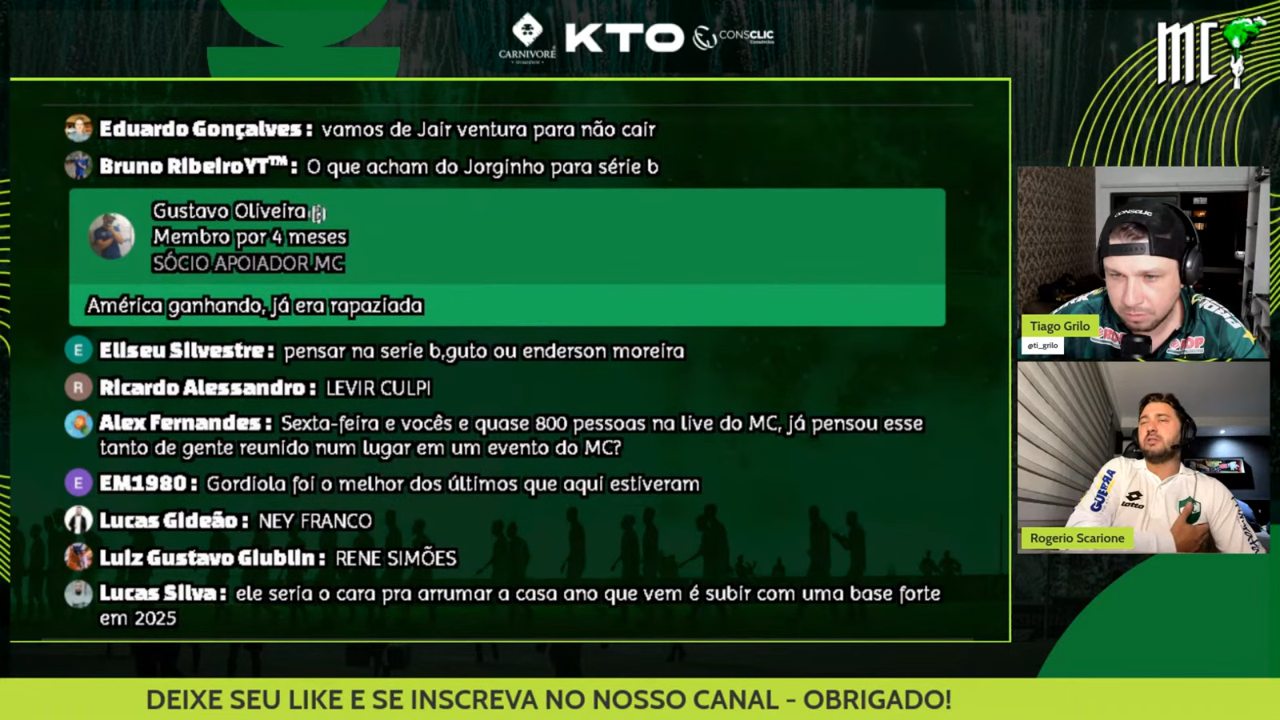 CARNIVORÉ
KTO
CONSCLIC
MC
Eduardo Gonçalves: vamos de Jair ventura para não cair
Bruno RibeiroYT™: O que acham do Jorginho para série b
Gustavo Oliveira
Membro por 4 meses
SÓCIO APOIADOR MC
América ganhando, já era rapaziada
E
Eliseu Silvestre: pensar na serie b,guto ou enderson moreira
R
Ricardo Alessandro: LEVIR CULPI
Alex Fernandes: Sexta-feira e vocês e quase 800 pessoas na live do MC, já pensou esse
tanto de gente reunido num lugar em um evento do MC?
E
EM1980: Gordiola foi o melhor dos últimos que aqui estiveram
Lucas Gideão: NEY FRANCO
Luiz Gustavo Giublin: RENE SIMÕES
Lucas Silva: ele seria o cara pra arrumar a casa ano que vem é subir com uma base forte
em 2025
CONSCLIC
Tiago Grilo
@ti_grilo
GUERRA
lotto
Rogerio Scarione
DEIXE SEU LIKE E SE INSCREVA NO NOSSO CANAL - OBRIGADO!